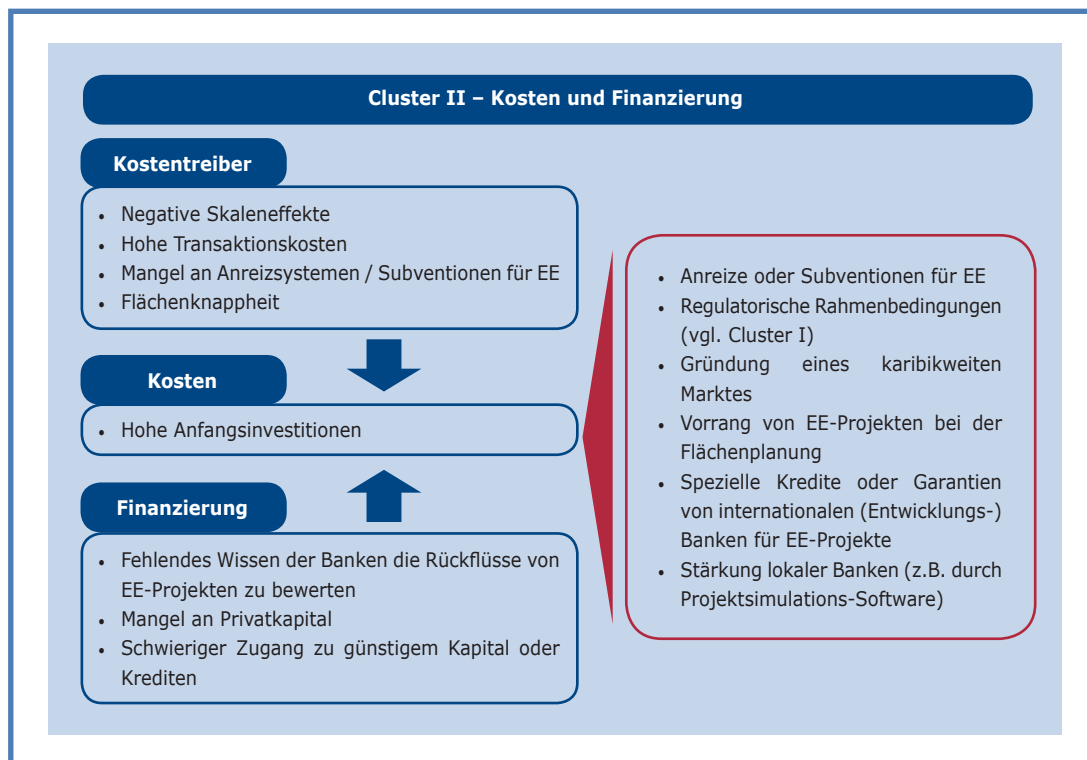 Cluster II – Kosten und Finanzierung
Kostentreiber
• Negative Skaleneffekte
• Hohe Transaktionskosten
• Mangel an Anreizsystemen / Subventionen für EE
• Flächenknappheit
Kosten
• Hohe Anfangsinvestitionen
Finanzierung
• Fehlendes Wissen der Banken die Rückflüsse von
EE-Projekten zu bewerten
• Mangel an Privatkapital
• Schwieriger Zugang zu günstigem Kapital oder
Krediten
• Anreize oder Subventionen für EE
• Regulatorische Rahmenbedingungen
(vgl. Cluster I)
• Gründung eines karibikweiten
Marktes
• Vorrang von EE-Projekten bei der
Flächenplanung
• Spezielle Kredite oder Garantien
von internationalen (Entwicklungs-)
Banken für EE-Projekte
• Stärkung lokaler Banken (z.B. durch
Projektsimulations-Software)